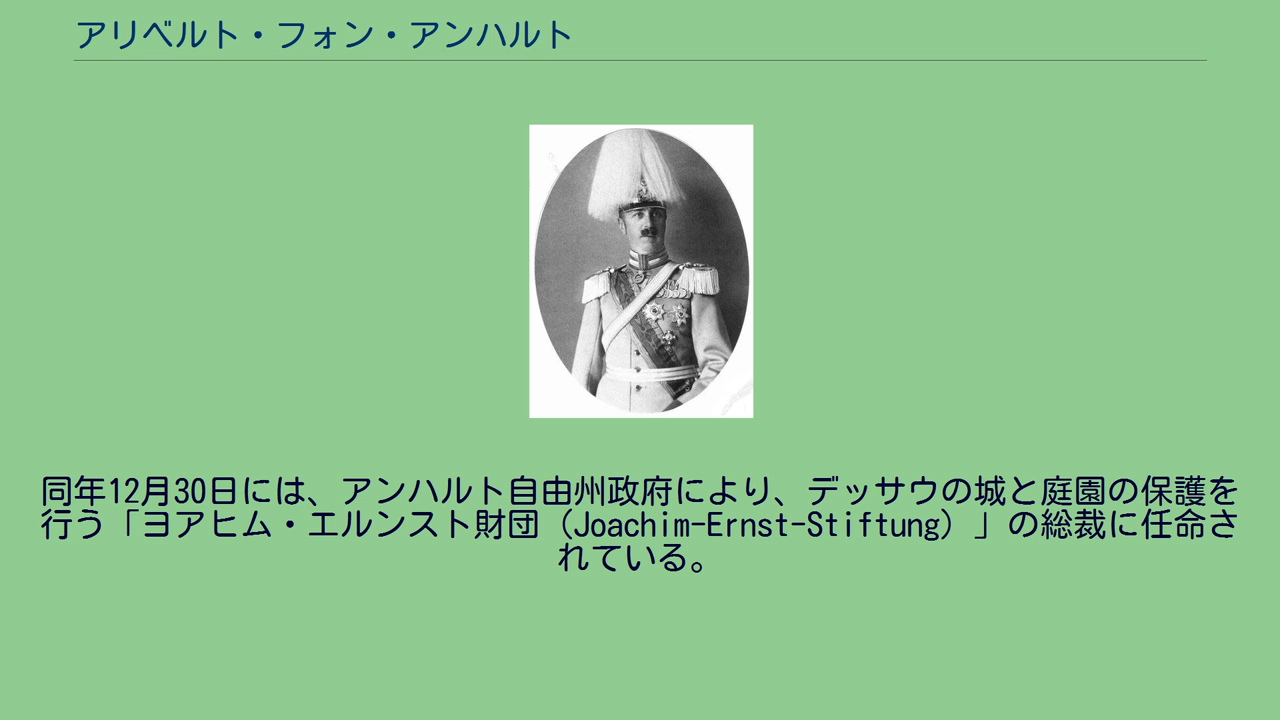 アリベルト・フォン・アンハルト
同年12月30日には、アンハルト自由州政府により、デッサウの城と庭園の保護を
行う「ヨアヒム・エルンスト財団（Joachim-Ernst-Stiftung）」の総裁に任命さ
れている。